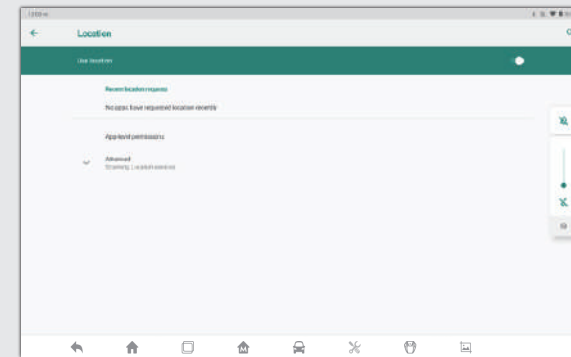 Location
Use location
Recent location requests
No apps have requested location recently
App-level permissions
Advanced
Scanning, Location services